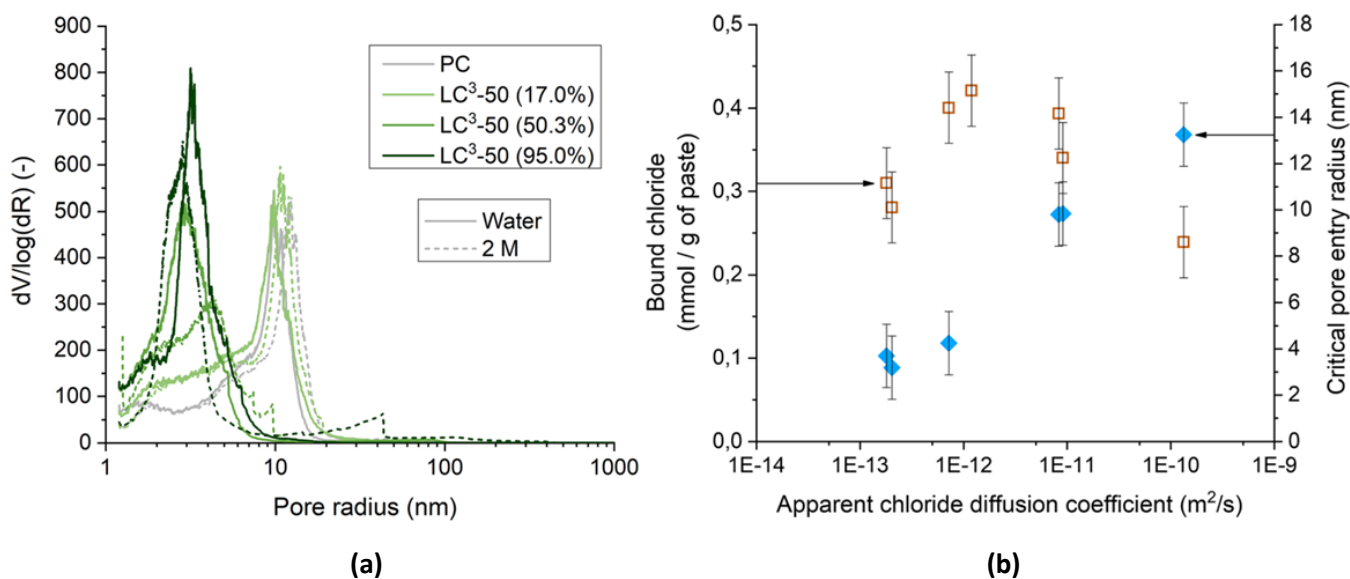 900
800
700
600
500
400
300
200
100
0
dV/log(dR) (-)
PC
LC³-50 (17.0%)
LC³-50 (50.3%)
LC³-50 (95.0%)
Water
2 M
1
10
100
1000
Pore radius (nm)
(a)
0,5
0,4
0,3
0,2
0,1
0,0
Bound chloride
(mmol / g of paste)
18
16
14
12
10
8
6
4
2
0
Critical pore entry radius (nm)
1E-14
1E-13
1E-12
1E-11
1E-10
1E-9
Apparent chloride diffusion coefficient (m²/s)
(b)